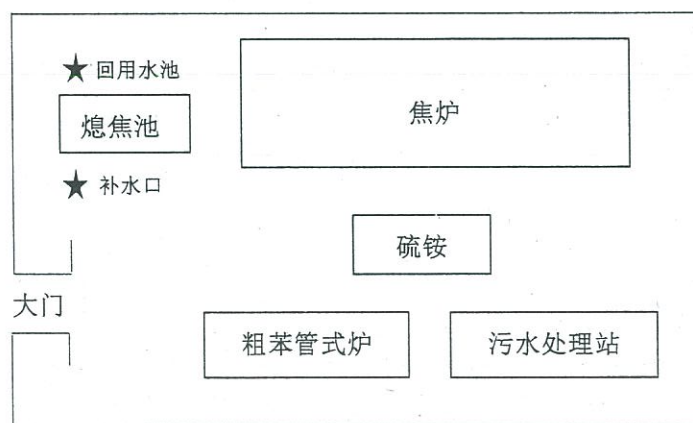 ★ 回用水池
熄焦池
焦炉
★ 补水口
硫铵
大门
粗苯管式炉
污水处理站